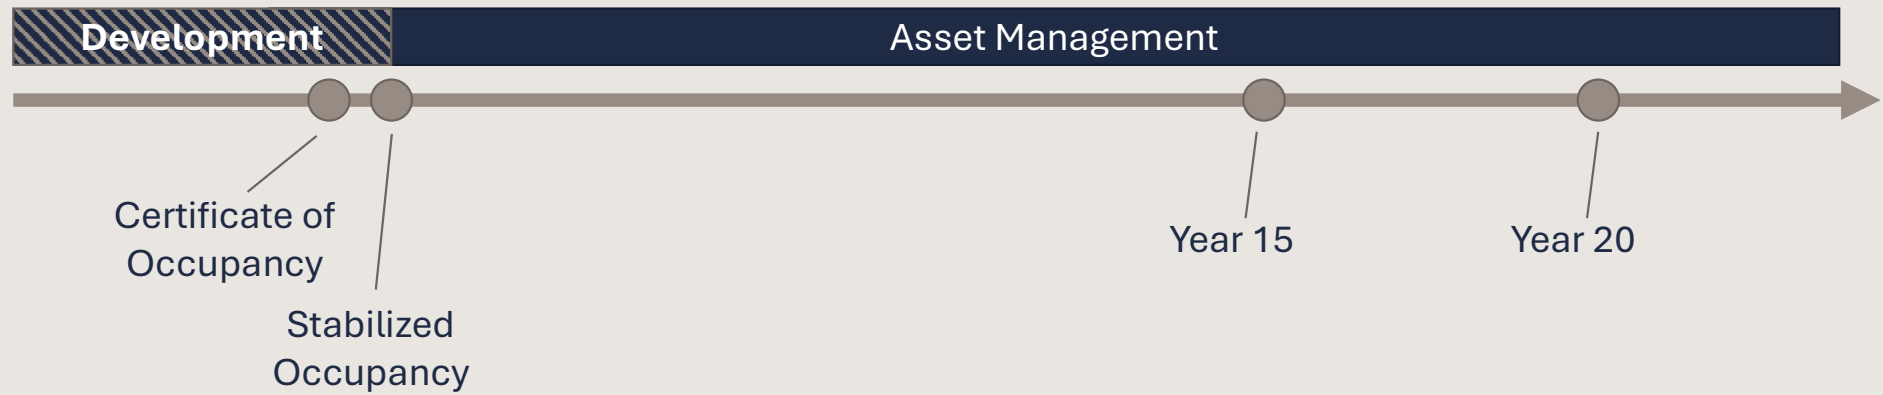 Development
Asset Management
Certificate of
Occupancy
Stabilized
Occupancy
Year 15
Year 20